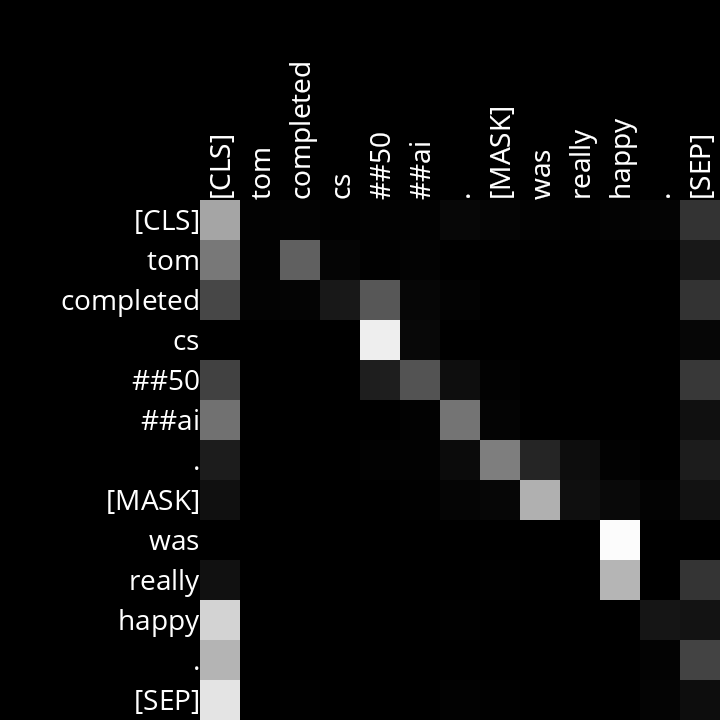 [CLS]
tom
completed
cs
##50
##ai
.
[MASK]
was
really
happy
.
[SEP]
[CLS]
tom
completed
cs
##50
##ai
.
[MASK]
was
really
happy
.
[SEP]